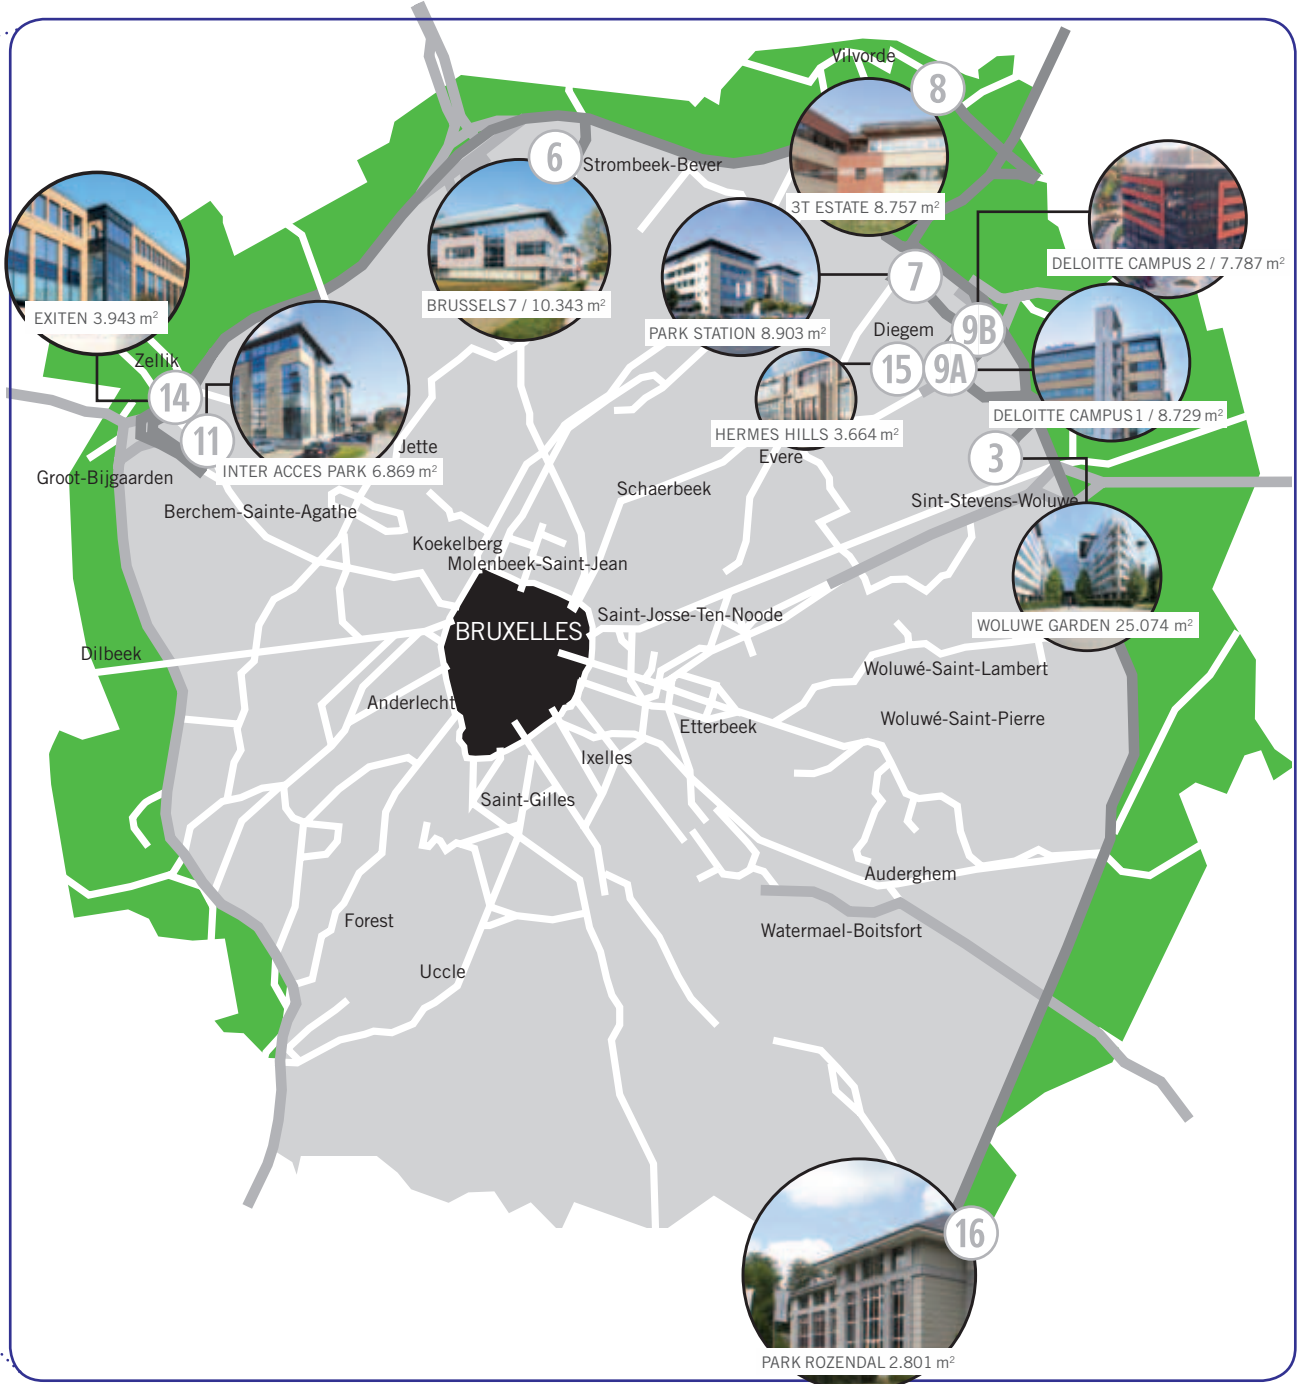 Vilvorde
8
6
Strombeek-Bever
3T ESTATE 8.757 m²
DELOITTE CAMPUS 2 / 7.787 m²
7
BRUSSELS 7 / 10.343 m²
EXITEN 3.943 m²
PARK STATION 8.903 m²
Diegem
9B
Zellik
15
9A
14
DELOITTE CAMPUS 1 / 8.729 m²
HERMES HILLS 3.664 m²
11
Jette
Evere
3
INTER ACCES PARK 6.869 m²
Groot-Bijgaarden
Schaerbeek
Sint-Stevens-Woluwe
Berchem-Sainte-Agathe
Koekelberg
Molenbeek-Saint-Jean
Saint-Josse-Ten-Noode
WOLUWE GARDEN 25.074 m²
BRUXELLES
Dilbeek
Woluwé-Saint-Lambert
Anderlecht
Woluwé-Saint-Pierre
Etterbeek
Ixelles
Saint-Gilles
Auderghem
Forest
Watermael-Boitsfort
Uccle
16
PARK ROZENDAL 2.801 m²